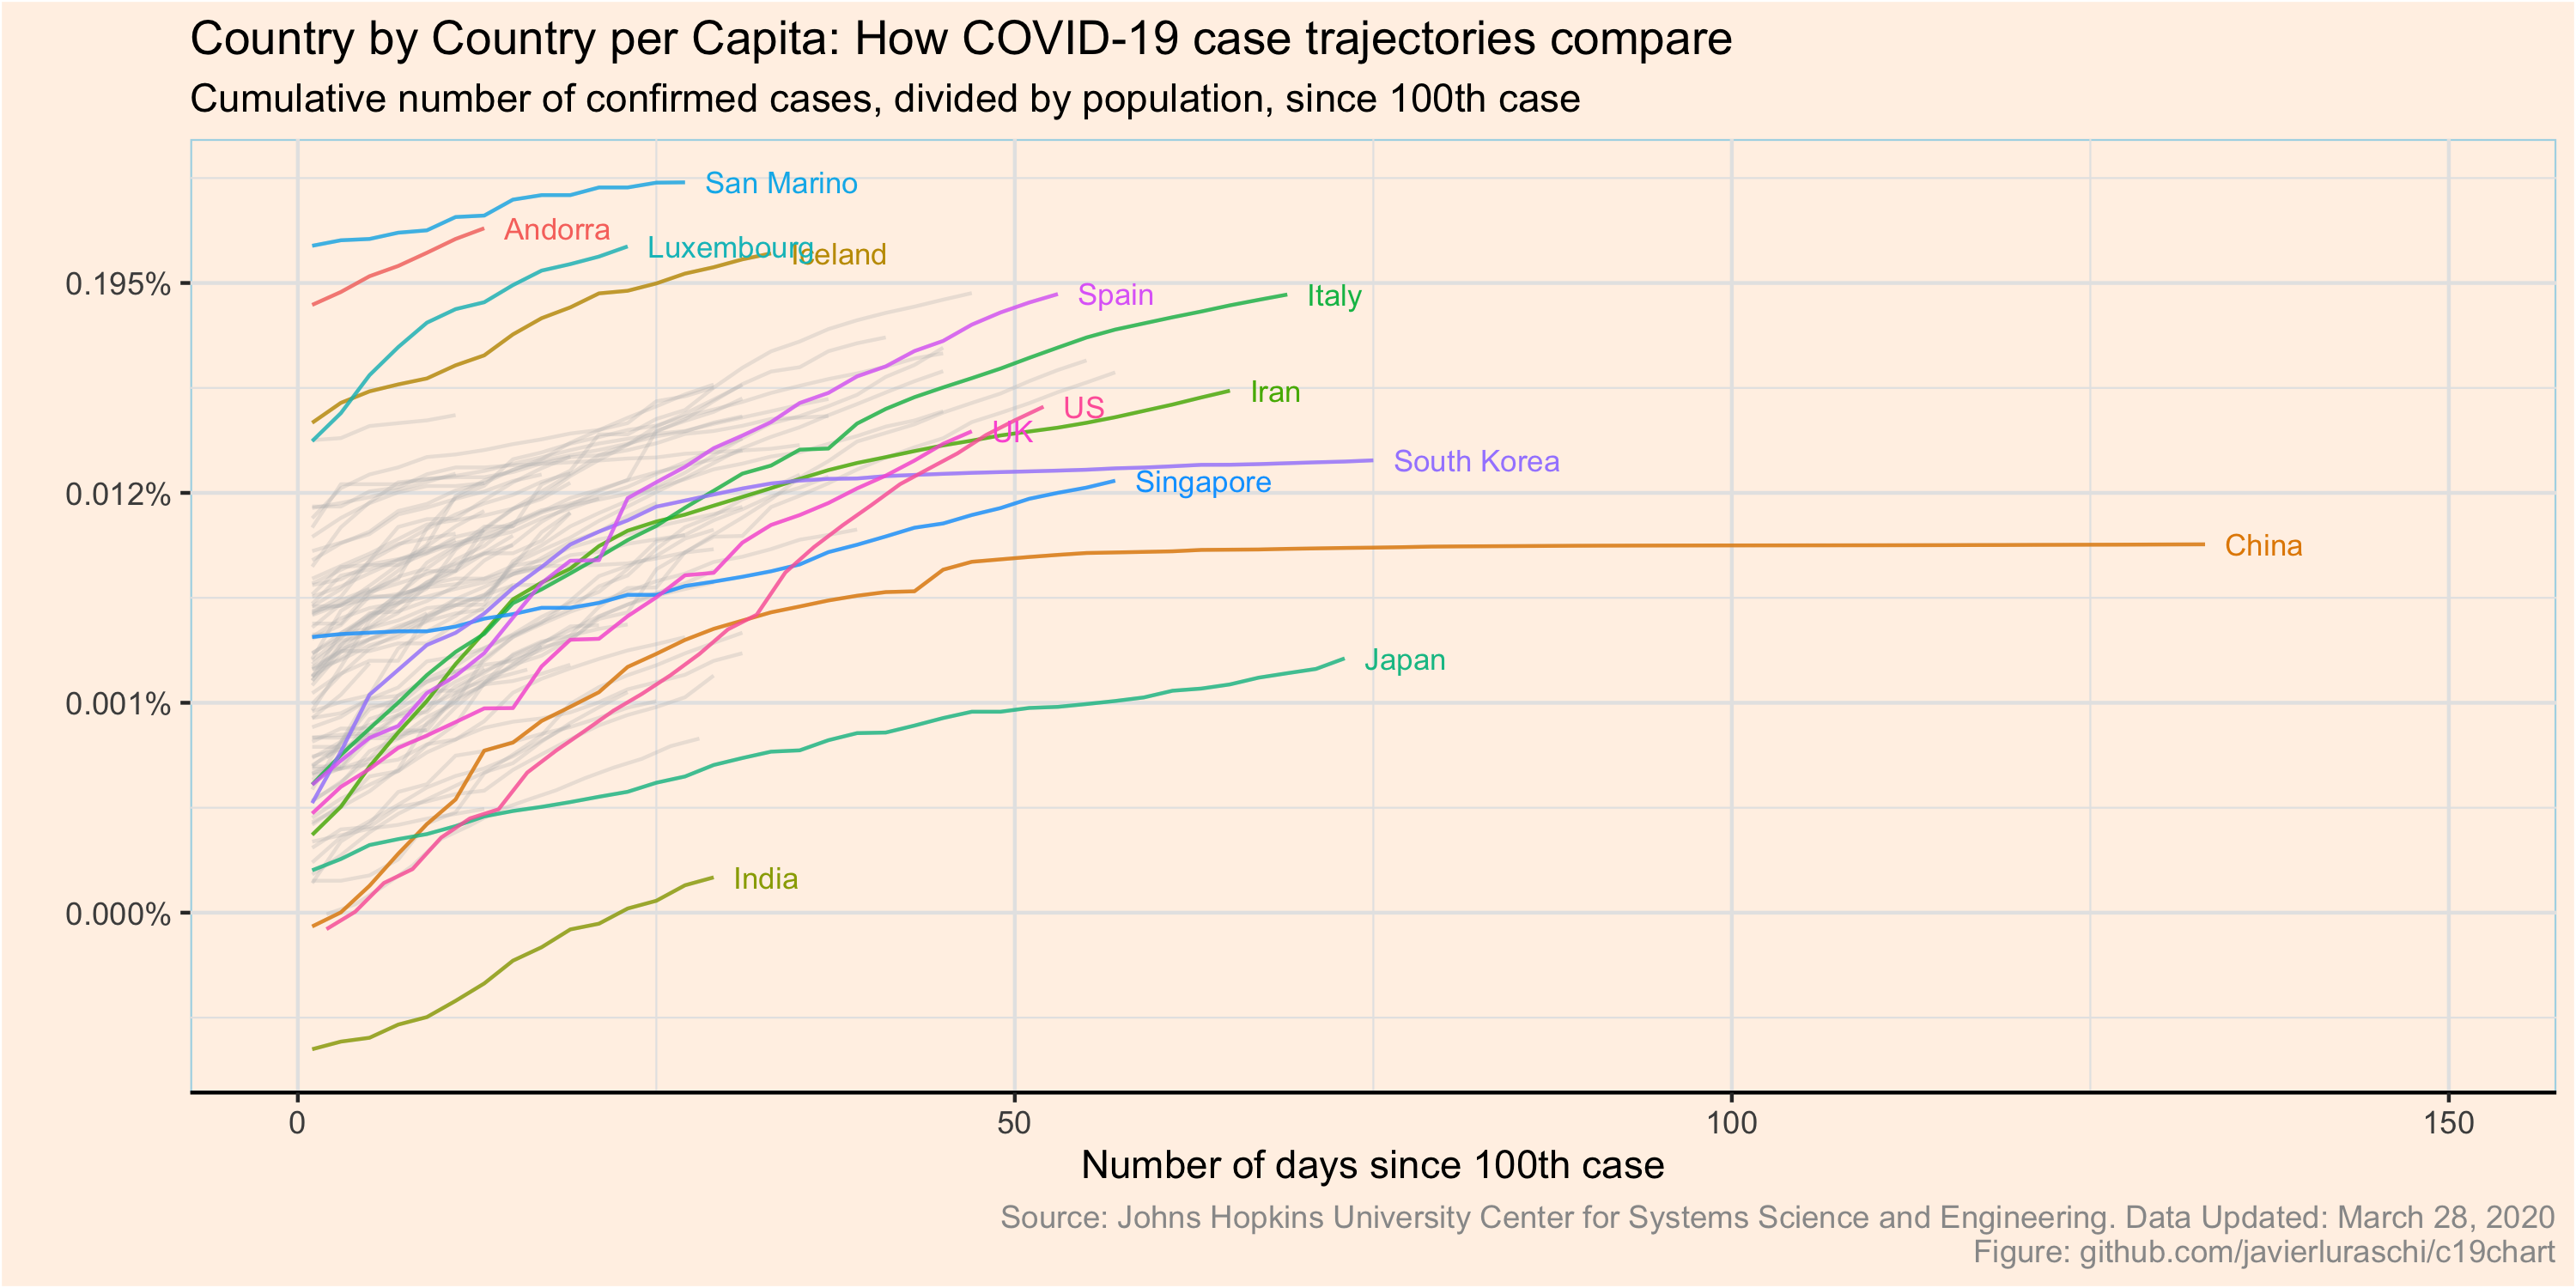 Country by Country per Capita: How COVID-19 case trajectories compare
Cumulative number of confirmed cases, divided by population, since 100th case
San Marino
Andorra
Luxembourg
Iceland
0.195%
Spain
Italy
Iran
US
UK
South Korea
Singapore
0.012%
China
Japan
0.001%
India
0.000%
0
50
100
150
Number of days since 100th case
Source: Johns Hopkins University Center for Systems Science and Engineering. Data Updated: March 28, 2020
Figure: github.com/javierluraschi/c19chart